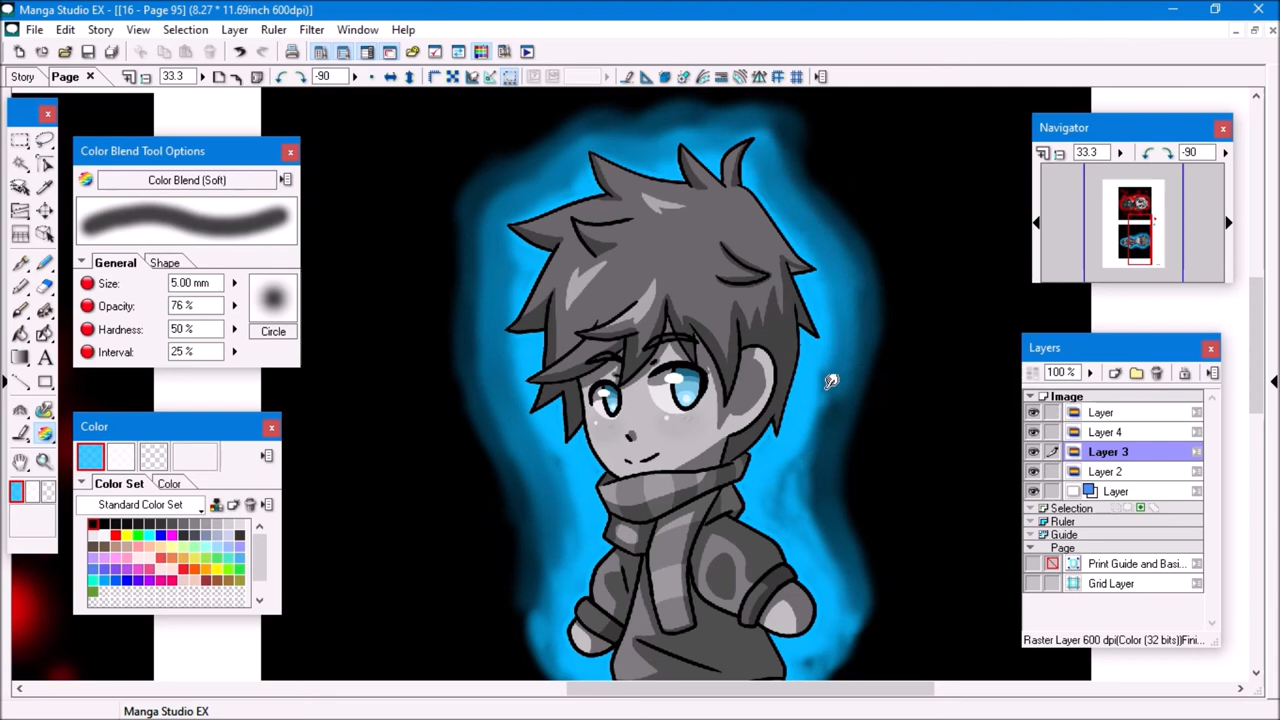 Manga Studio EX - [[16 - Page 95] (8.27 * 11.69inch 600dpi)]
File Edit Story View Selection Layer Ruler Filter Window Help
Story Page 33.3 -90
Color Blend Tool Options
Color Blend (Soft)
General Shape
Size: 5.00 mm
Opacity: 76 %
Hardness: 50 %
Circle
Interval: 25 %
Color
Color Set Color
Standard Color Set
Navigator
33.3 -90
Layers
100 %
Image
Layer
Layer 4
Layer 3
Layer 2
Layer
Selection
Ruler
Guide
Page
Print Guide and Basi...
Grid Layer
Raster Layer 600 dpi(Color (32 bits))Fini
Manga Studio EX